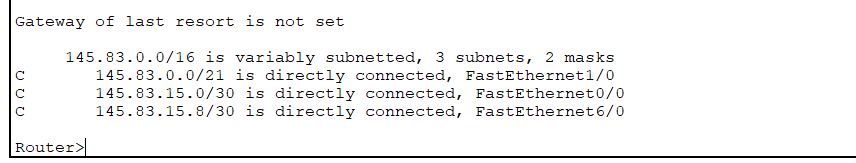 Gateway of last resort is not set
145.83.0.0/16 is variably subnetted, 3 subnets, 2 masks
C 145.83.0.0/21 is directly connected, FastEthernet1/0
C 145.83.15.0/30 is directly connected, FastEthernet0/0
C 145.83.15.8/30 is directly connected, FastEthernet6/0
Router>